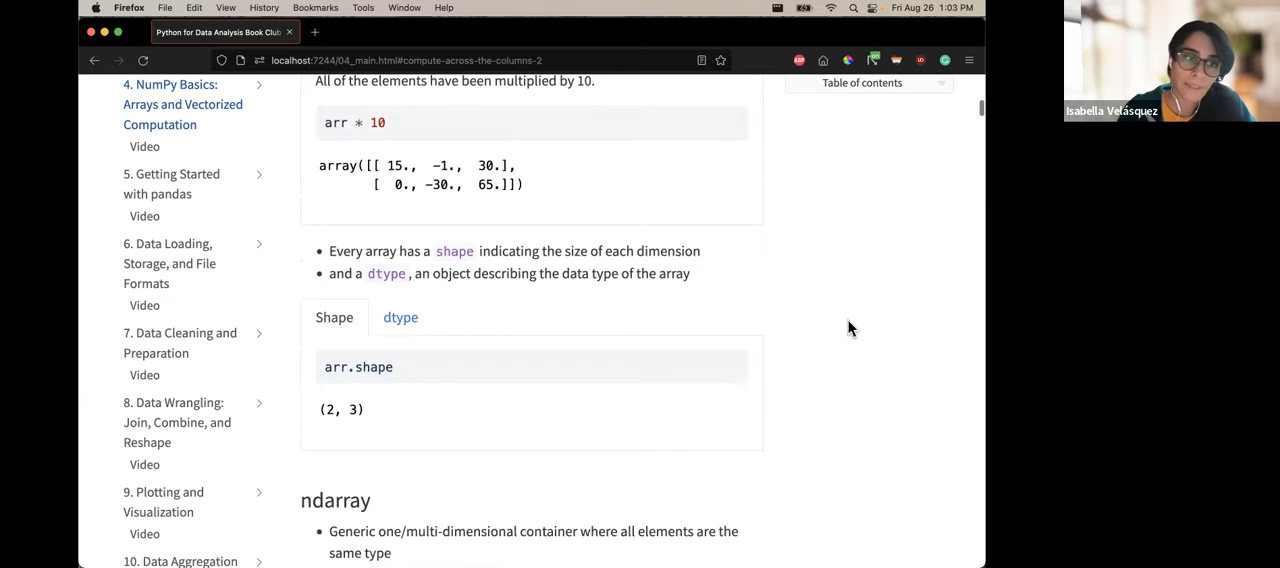 Firefox File Edit View History Bookmarks Tools Window Help Fri Aug 26 1:03 PM
Python for Data Analysis Book Club
localhost:7244/04_main.html#compute-across-the-columns-2
4. NumPy Basics:
Arrays and Vectorized
Computation
Video
5. Getting Started
with pandas
Video
6. Data Loading,
Storage, and File
Formats
Video
7. Data Cleaning and
Preparation
Video
8. Data Wrangling:
Join, Combine, and
Reshape
Video
9. Plotting and
Visualization
Video
10. Data Aggregation
All of the elements have been multiplied by 10.
arr * 10
array([[ 15., -1., 30.],
[ 0., -30., 65.]])
• Every array has a shape indicating the size of each dimension
• and a dtype, an object describing the data type of the array
Shape dtype
arr.shape
(2, 3)
ndarray
• Generic one/multi-dimensional container where all elements are the
same type
Table of contents
Isabella Velásquez